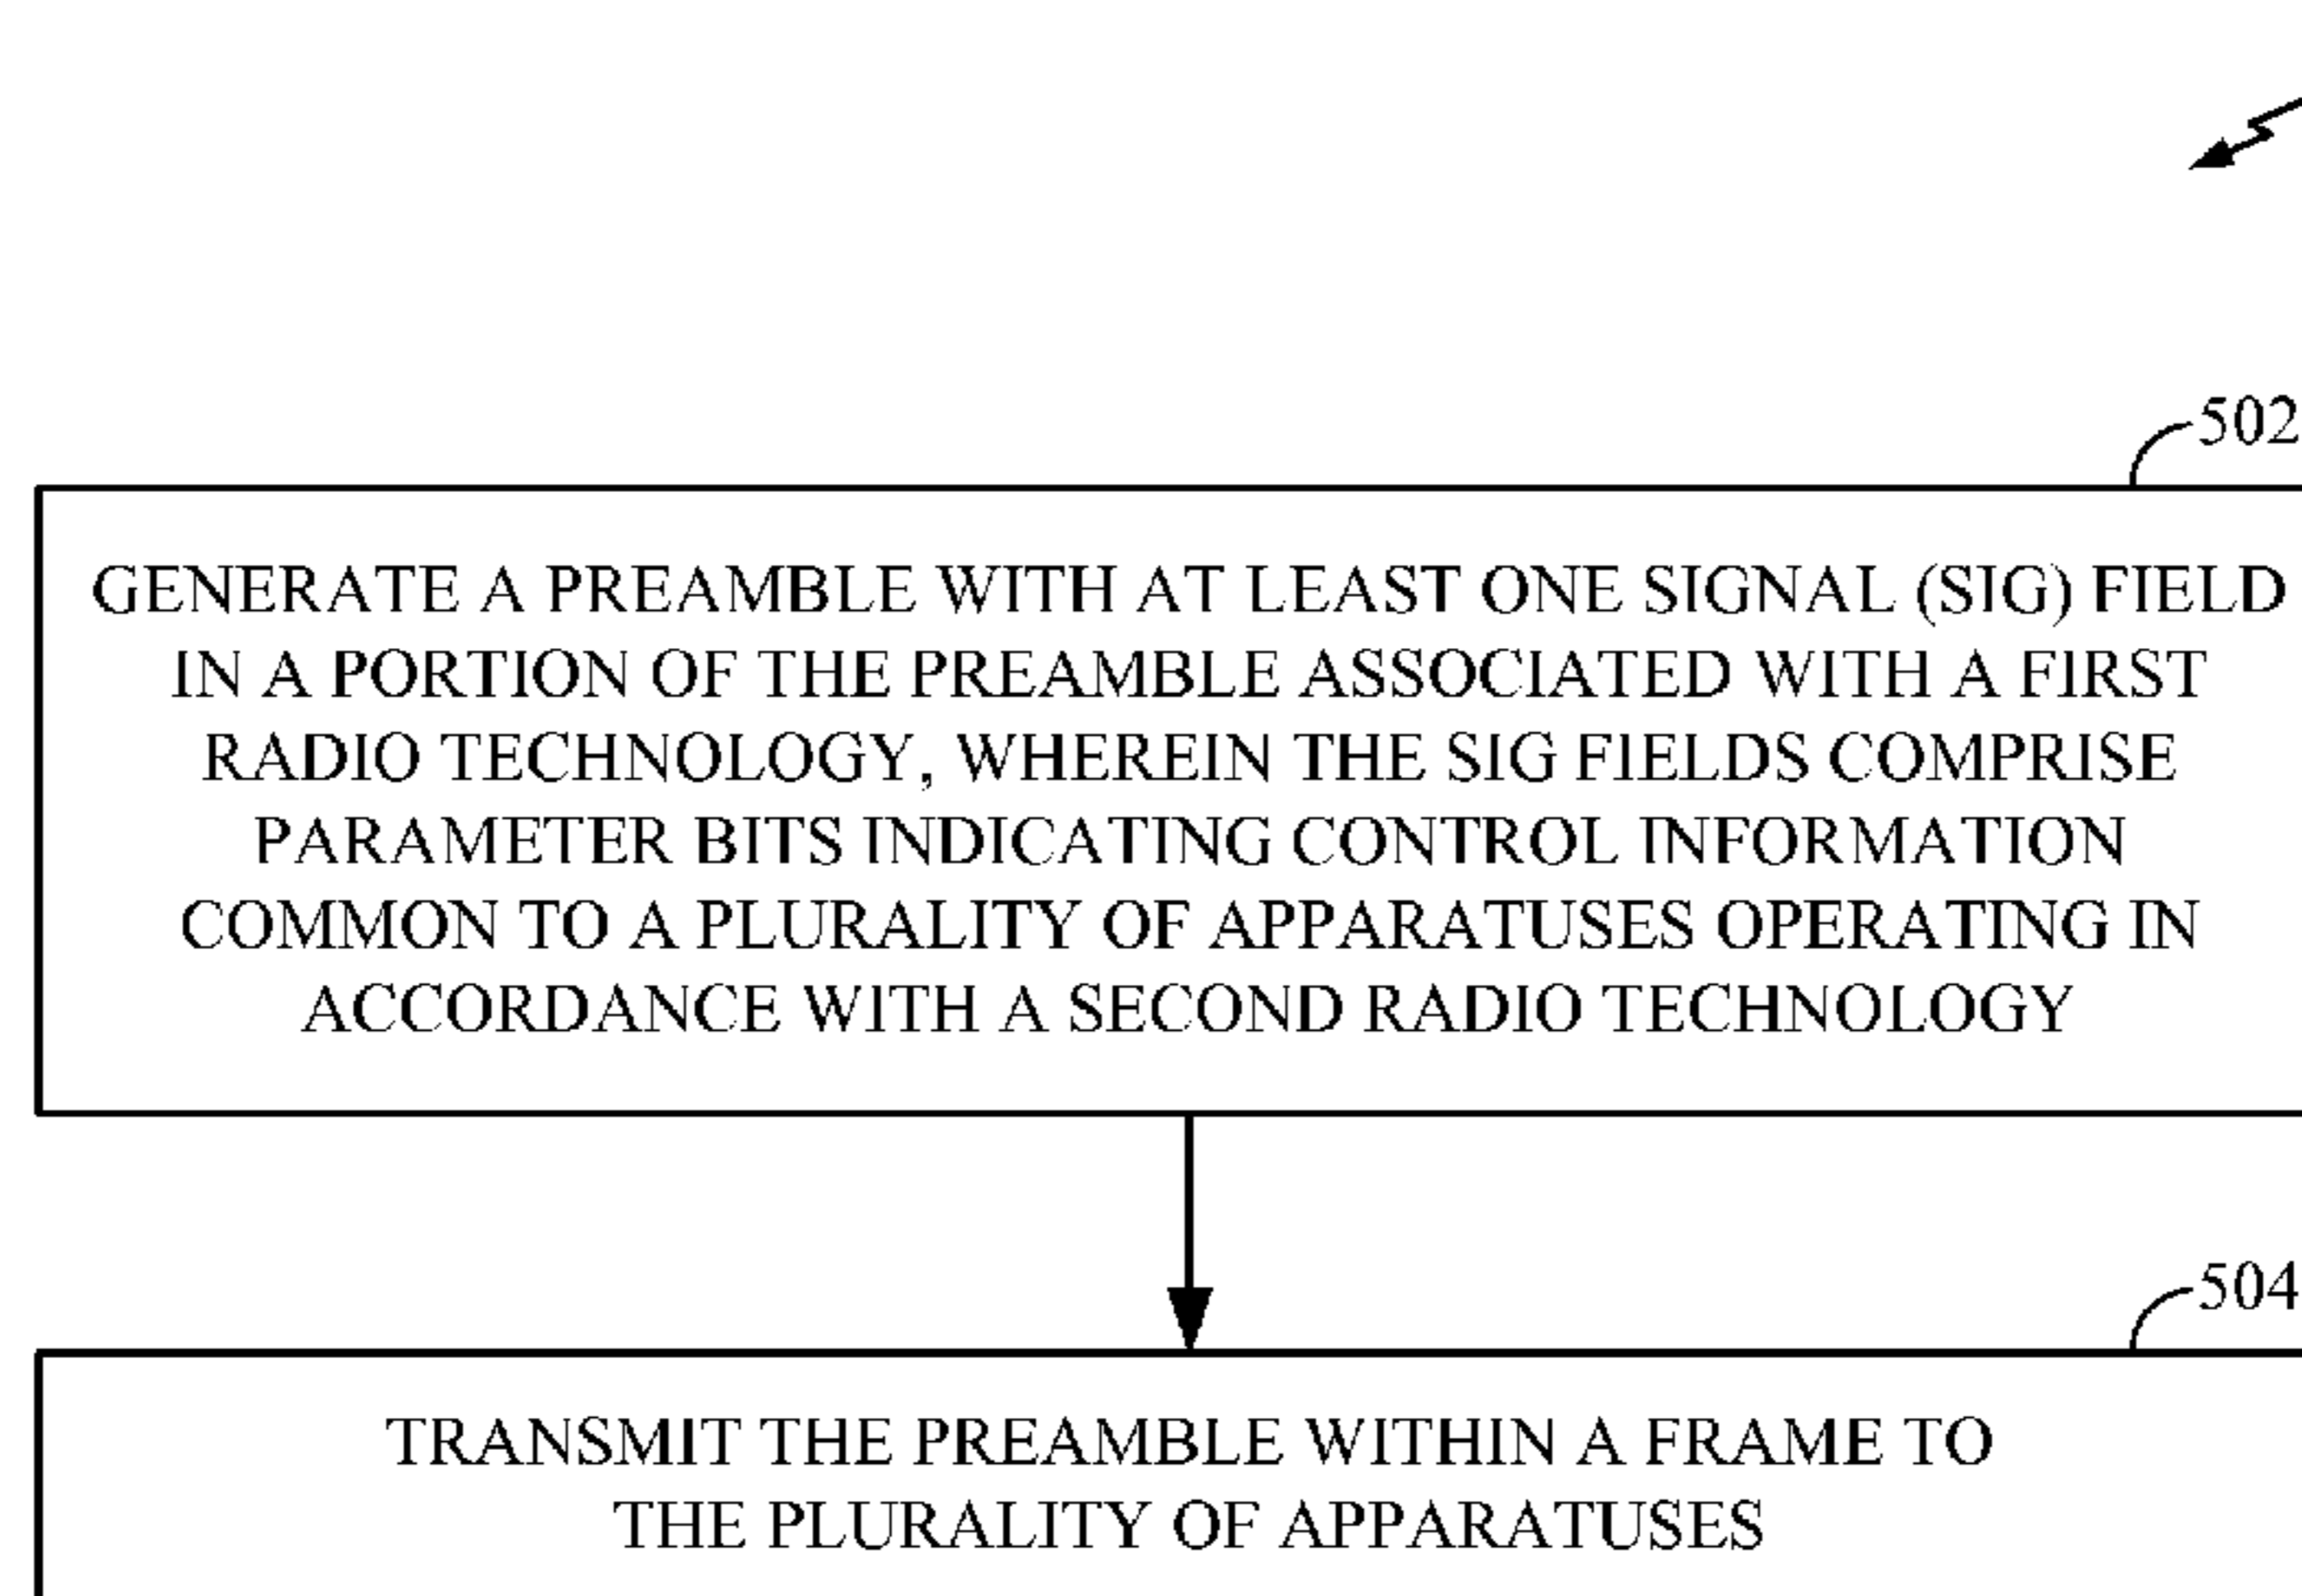 502
GENERATE A PREAMBLE WITH AT LEAST ONE SIGNAL (SIG) FIELD
IN A PORTION OF THE PREAMBLE ASSOCIATED WITH A FIRST
RADIO TECHNOLOGY, WHEREIN THE SIG FIELDS COMPRISE
PARAMETER BITS INDICATING CONTROL INFORMATION
COMMON TO A PLURALITY OF APPARATUSES OPERATING IN
ACCORDANCE WITH A SECOND RADIO TECHNOLOGY
504
TRANSMIT THE PREAMBLE WITHIN A FRAME TO
THE PLURALITY OF APPARATUSES